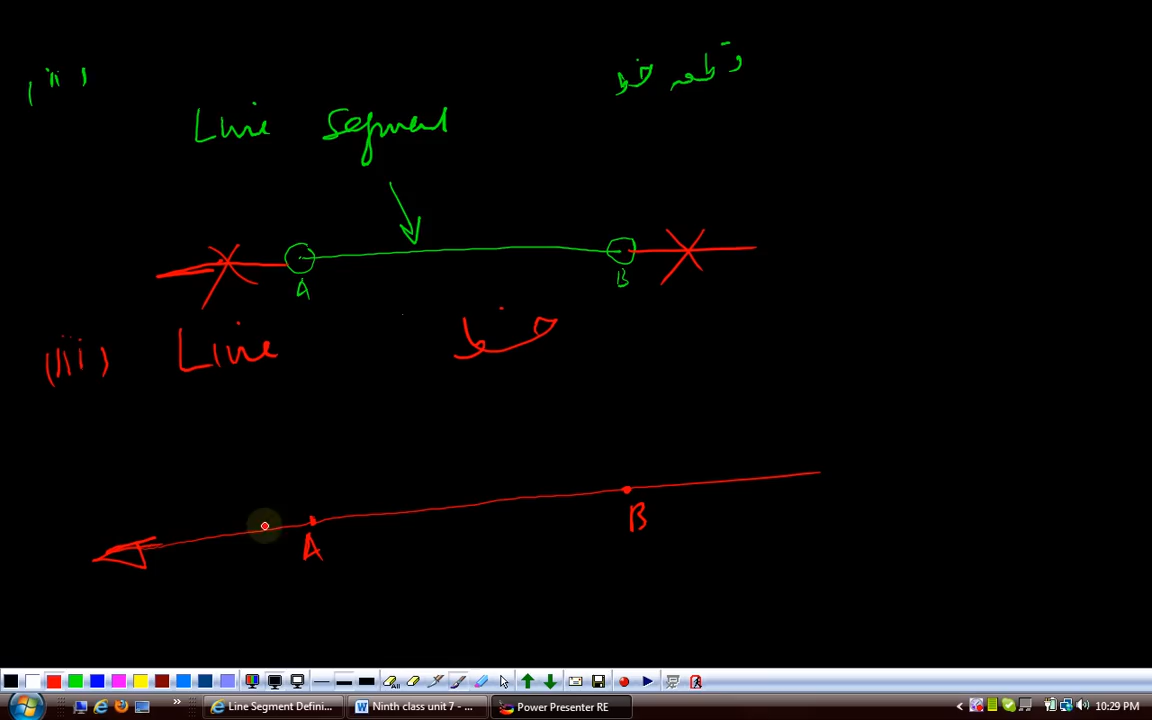 (ii)
قطعہ خط
Line Segment
A B
(iii) Line خط
A B
Line Segment Defini...
Ninth class unit 7 - ...
Power Presenter RE
10:29 PM